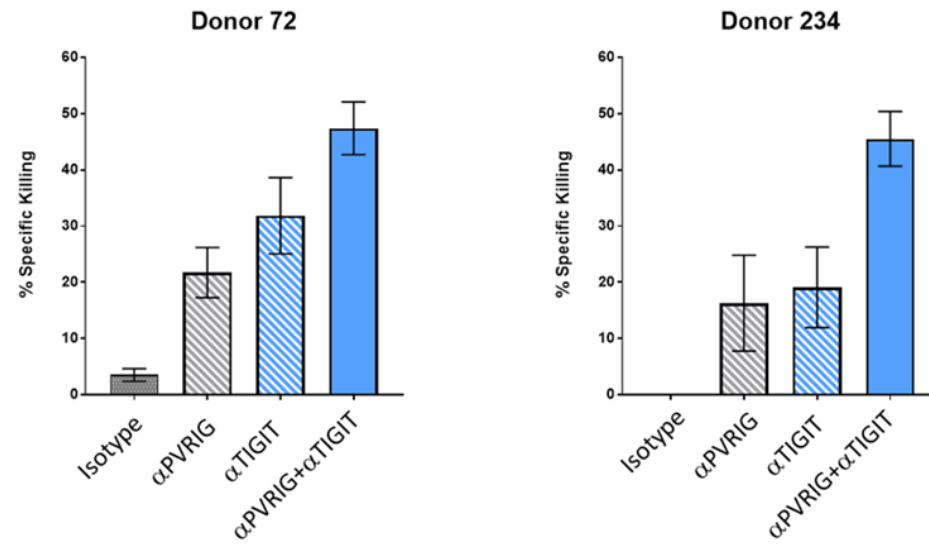 Donor 72
% Specific Killing
60
50
40
30
20
10
0
Isotype
αPVRIG
αTIGIT
αPVRIG+αTIGIT
Donor 234
% Specific Killing
60
50
40
30
20
10
0
Isotype
αPVRIG
αTIGIT
αPVRIG+αTIGIT